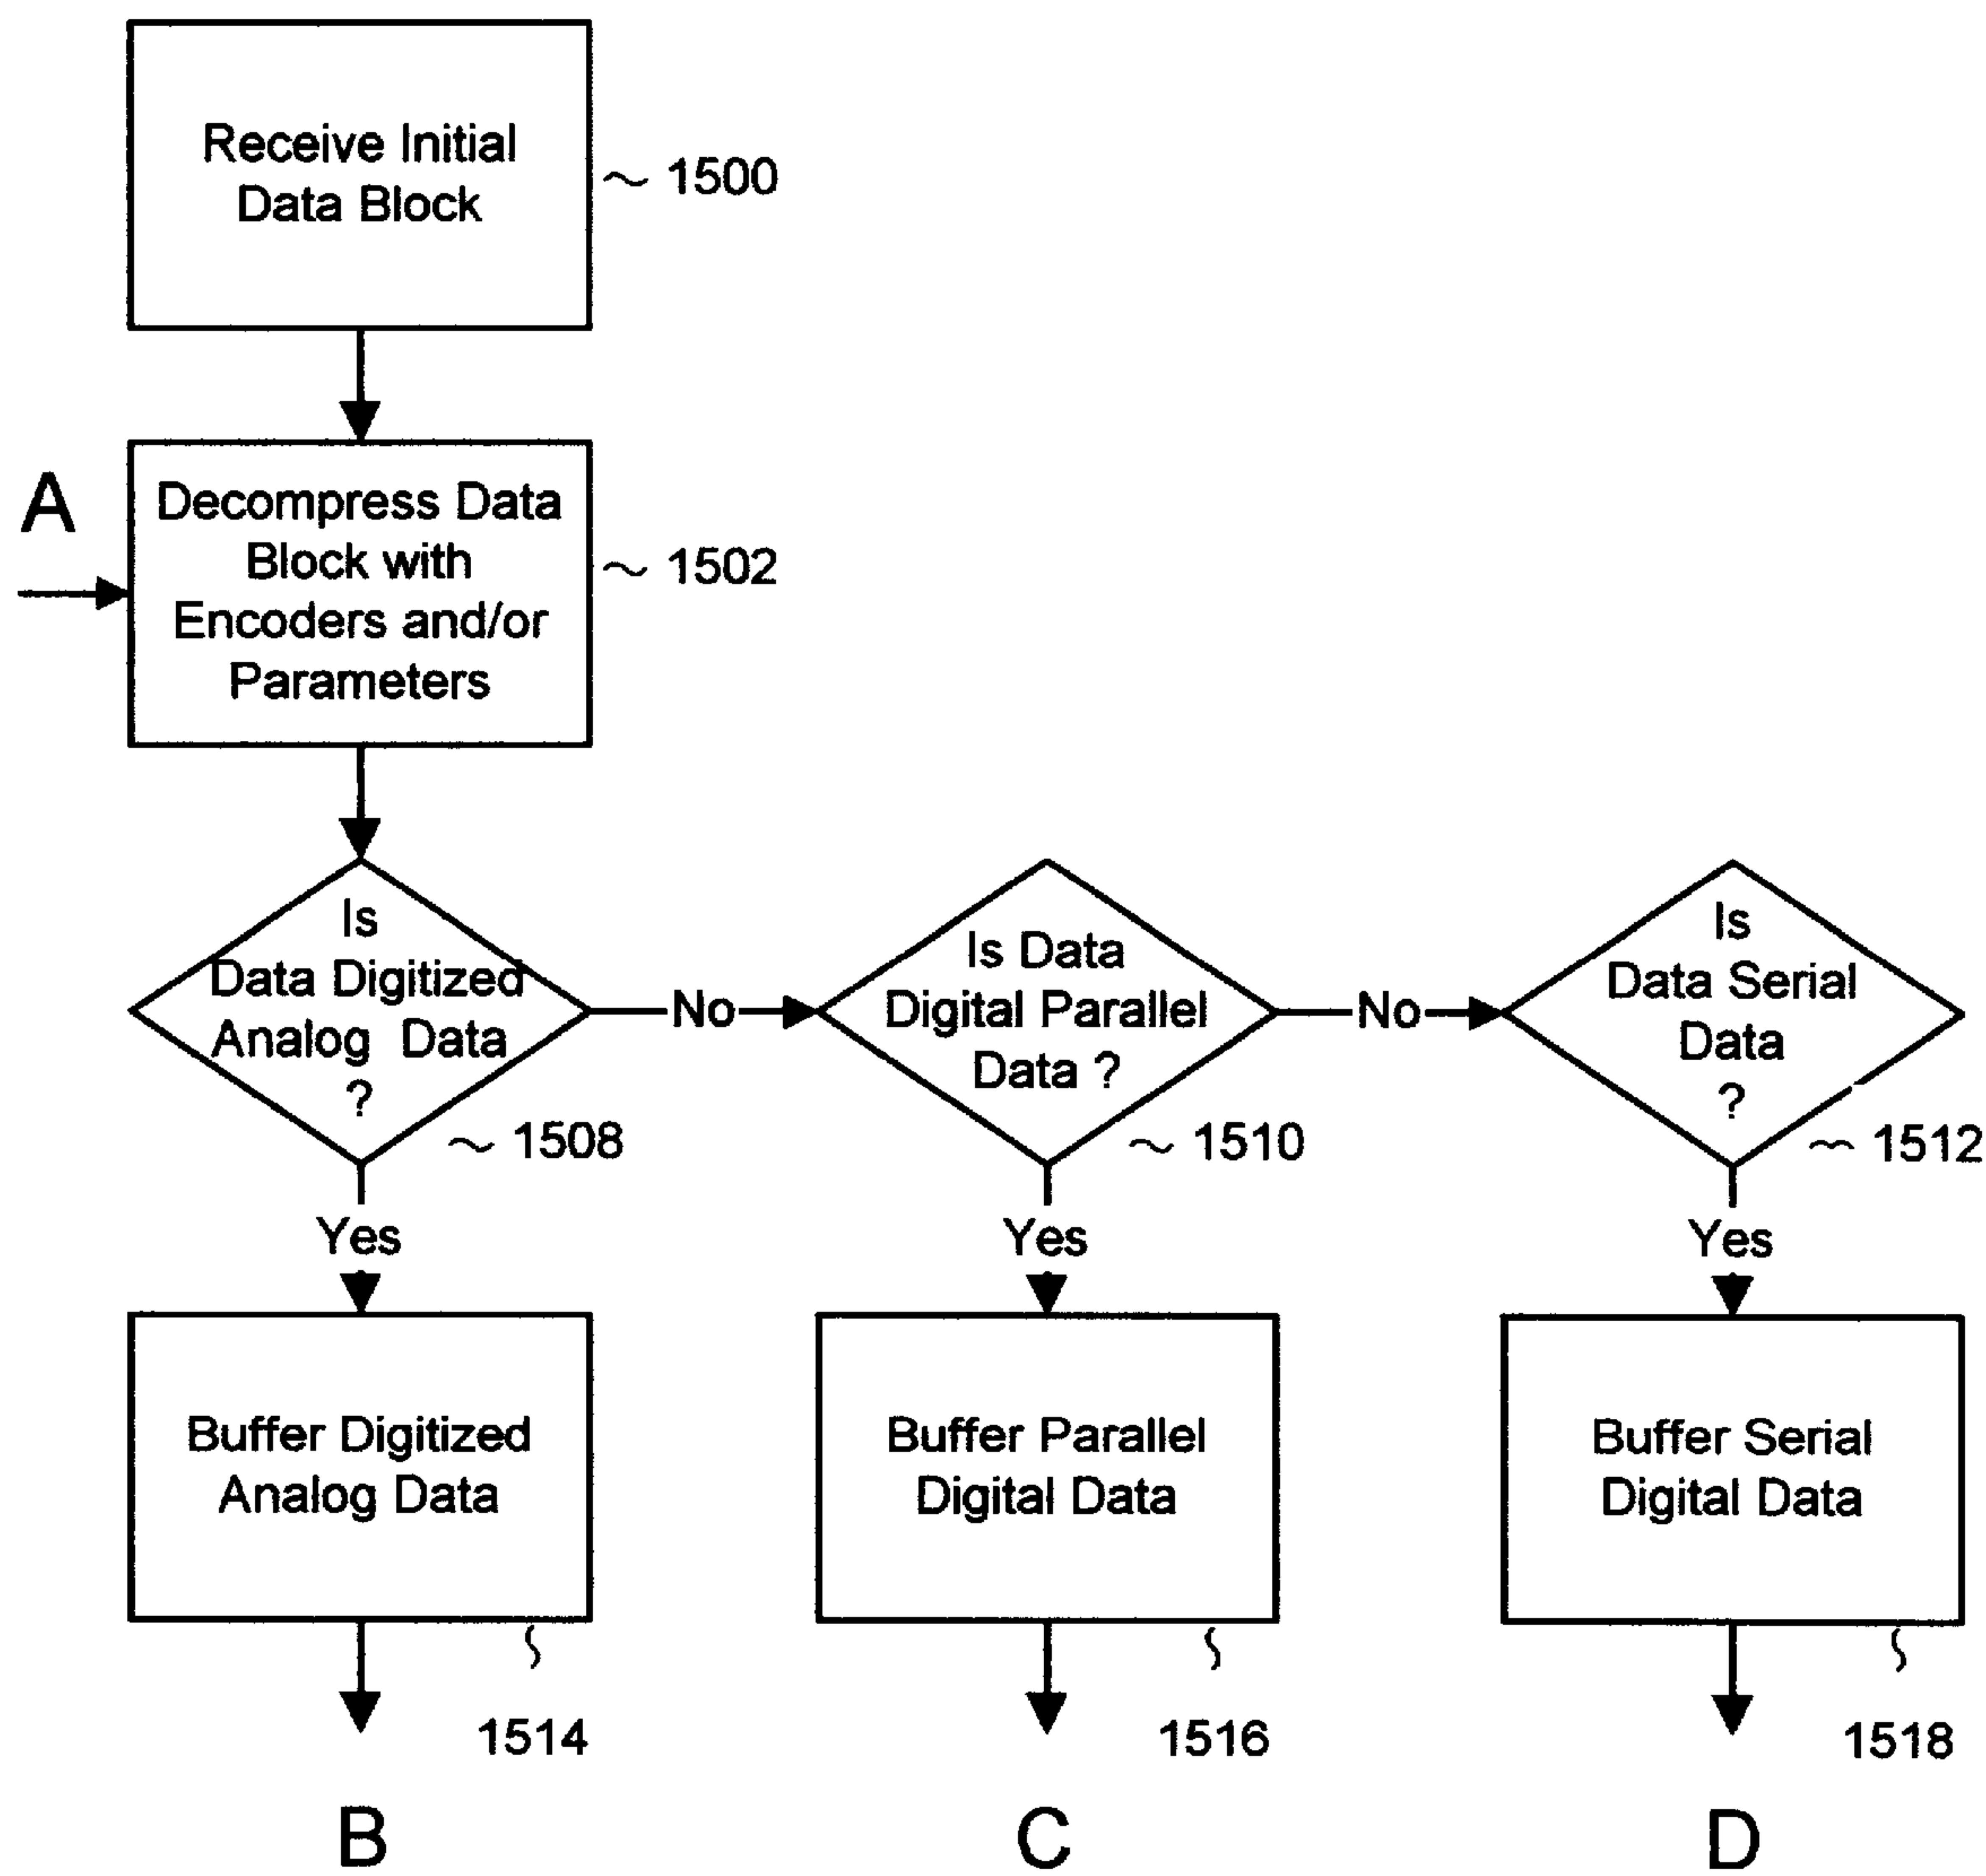 Receive Initial
Data Block
1500
A
Decompress Data
Block with
Encoders and/or
Parameters
1502
Is
Data Digitized
Analog Data
?
1508
No
Is Data
Digital Parallel
Data ?
1510
No
Is
Data Serial
Data
?
1512
Yes
Yes
Yes
Buffer Digitized
Analog Data
1514
Buffer Parallel
Digital Data
1516
Buffer Serial
Digital Data
1518
B
C
D